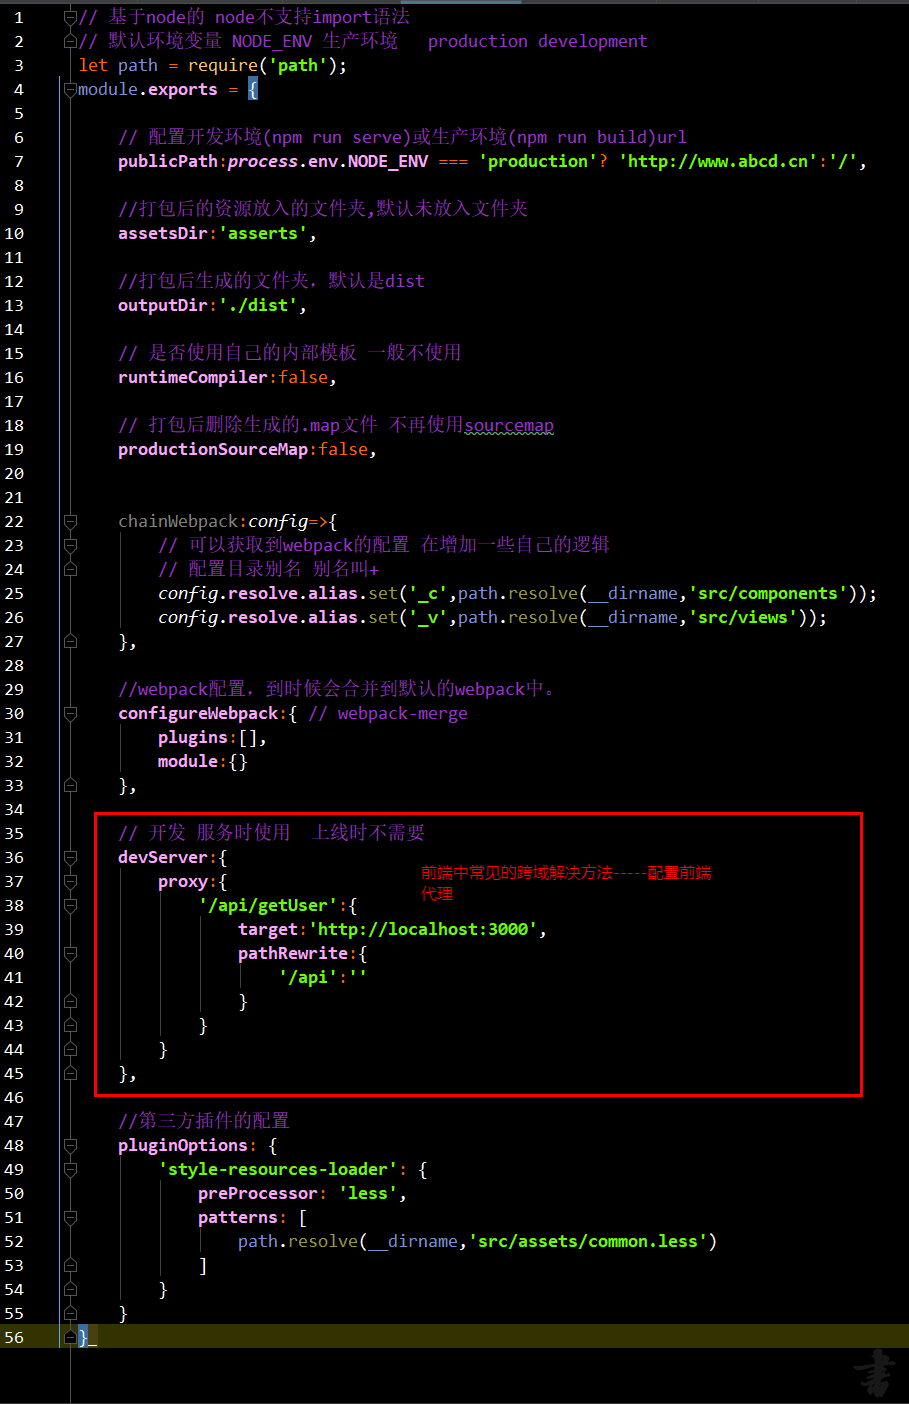 1 // 基于node的 node不支持import语法
2 // 默认环境变量 NODE_ENV 生产环境 production development
3 let path = require('path');
4 module.exports = {
5
6 // 配置开发环境(npm run serve)或生产环境(npm run build)url
7 publicPath:process.env.NODE_ENV === 'production'? 'http://www.abcd.cn':'/',
8
9 //打包后的资源放入的文件夹,默认未放入文件夹
10 assetsDir:'asserts',
11
12 //打包后生成的文件夹，默认是dist
13 outputDir:'./dist',
14
15 // 是否使用自己的内部模板 一般不使用
16 runtimeCompiler:false,
17
18 // 打包后删除生成的.map文件 不再使用sourcemap
19 productionSourceMap:false,
20
21
22 chainWebpack:config=>{
23 // 可以获取到webpack的配置 在增加一些自己的逻辑
24 // 配置目录别名 别名叫+
25 config.resolve.alias.set('_c',path.resolve(__dirname,'src/components'));
26 config.resolve.alias.set('_v',path.resolve(__dirname,'src/views'));
27 },
28
29 //webpack配置，到时候会合并到默认的webpack中。
30 configureWebpack:{ // webpack-merge
31 plugins:[],
32 module:{}
33 },
34
35 // 开发 服务时使用 上线时不需要
36 devServer:{
37 proxy:{
前端中常见的跨域解决方法-----配置前端
代理
38 '/api/getUser':{
39 target:'http://localhost:3000',
40 pathRewrite:{
41 '/api':''
42 }
43 }
44 }
45 },
46
47 //第三方插件的配置
48 pluginOptions: {
49 'style-resources-loader': {
50 preProcessor: 'less',
51 patterns: [
52 path.resolve(__dirname,'src/assets/common.less')
53 ]
54 }
55 }
56 }
書